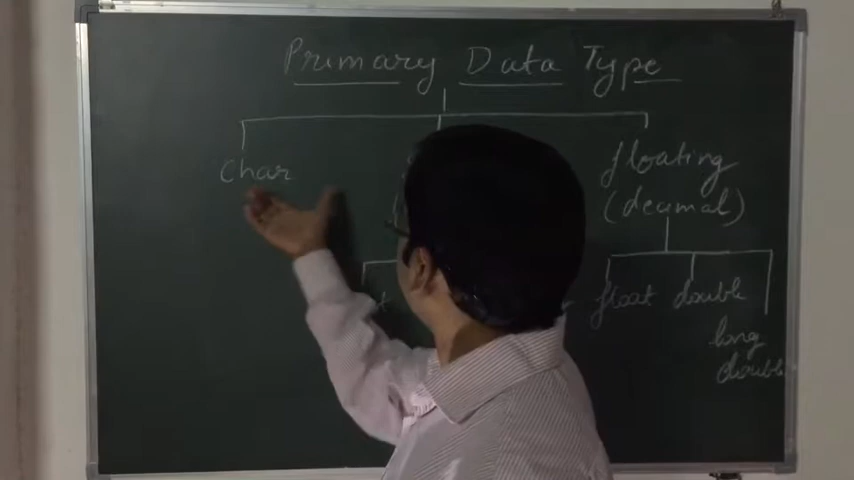 Primary Data Type
Char
floating
(decimal)
float double
long
double